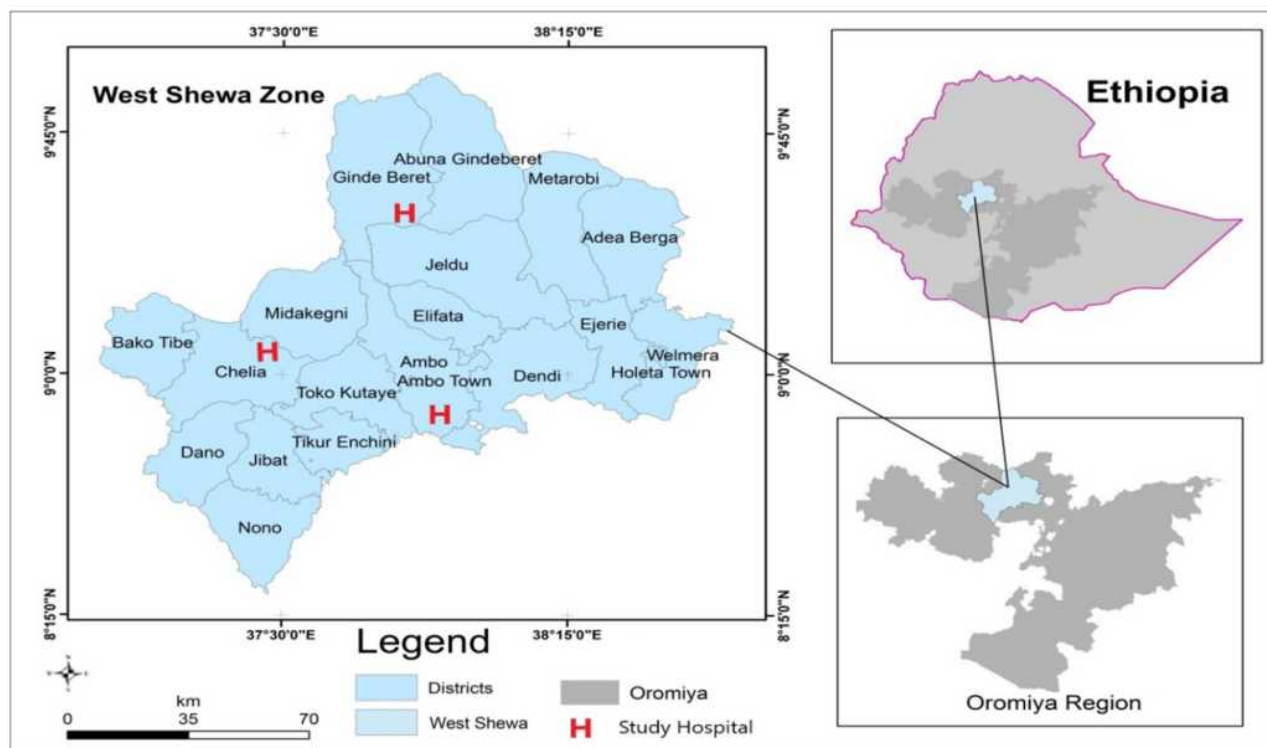 37°30'0"E 38°15'0"E
West Shewa Zone
9°45'0"N 9°45'0"N
Abuna Gindeberet
Ginde Beret Metarobi
H
Adea Berga
Jeldu
Midakegni Elifata Ejerie
Bako Tibe
H
Chelia
Ambo
Welmera
Ambo Town Dendi Holeta Town
9°0'0"N 9°0'0"N
Toko Kutaye
H
Tikur Enchini
Dano Jibat
Nono
8°15'0"N 8°15'0"N
37°30'0"E 38°15'0"E
Ethiopia
Oromiya Region
Legend
Districts
West Shewa
Oromiya
H Study Hospital
km
0 35 70